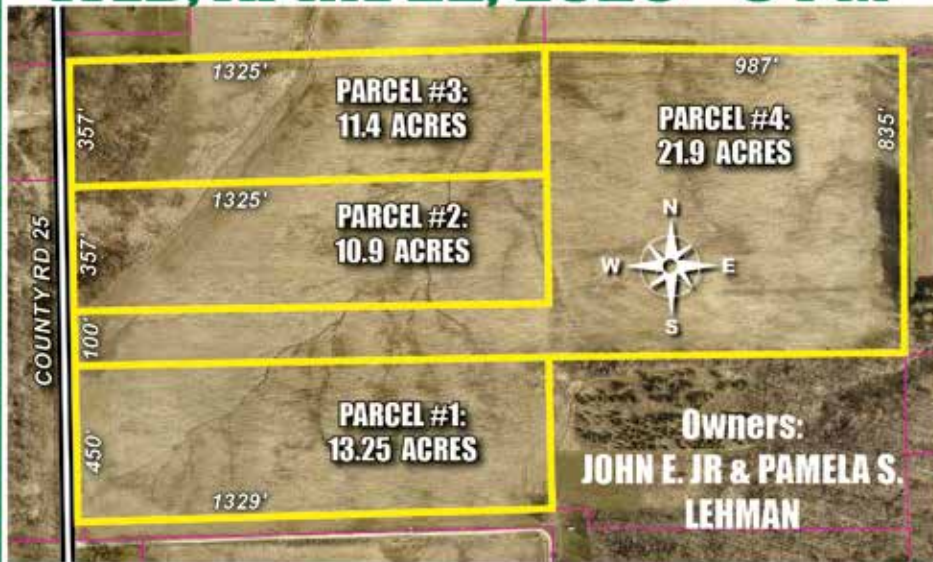 1325'
PARCEL #3:
11.4 ACRES
357'
987'
PARCEL #4:
21.9 ACRES
835'
1325'
PARCEL #2:
10.9 ACRES
357'
N
W E
S
100'
COUNTY RD 25
PARCEL #1:
13.25 ACRES
450'
1329'
Owners:
JOHN E. JR & PAMELA S.
LEHMAN